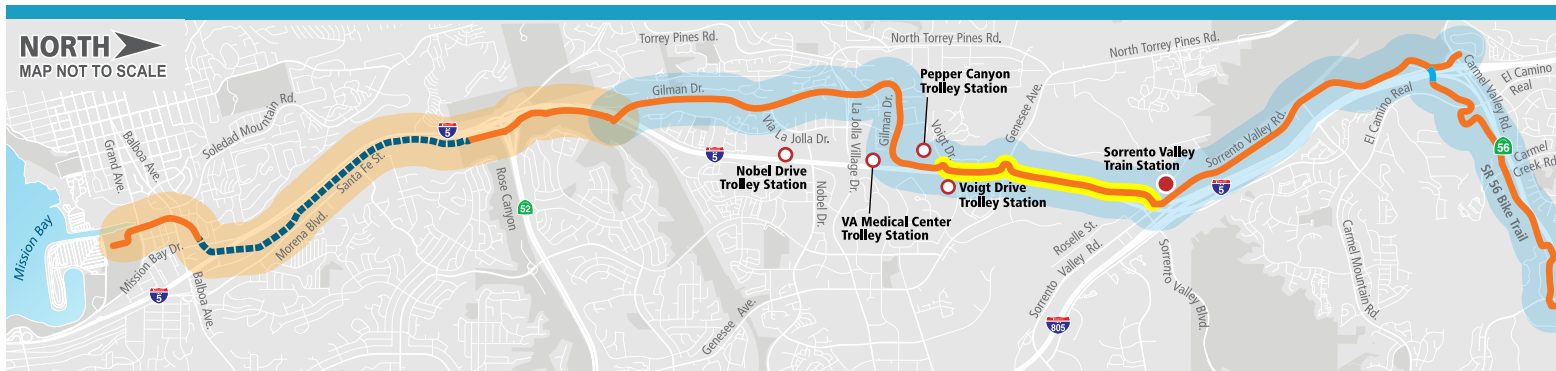 NORTH
MAP NOT TO SCALE
Torrey Pines Rd.
North Torrey Pines Rd.
North Torrey Pines Rd.
Carmel Valley Rd.
El Camino
Real
Grand Ave.
Balboa Ave.
Soledad Mountain Rd.
INTERSTATE
5
Santa Fe St.
Morena Blvd.
Rose Canyon
52
Gilman Dr.
Via La Jolla Dr.
INTERSTATE
5
Nobel Drive
Trolley Station
Nobel Dr.
La Jolla Village Dr.
Gilman Dr.
Pepper Canyon
Trolley Station
Voigt Dr.
Genesee Ave.
VA Medical Center
Trolley Station
Voigt Drive
Trolley Station
Sorrento Valley
Train Station
Sorrento Valley Rd.
INTERSTATE
5
El Camino Real
56
Carmel
Creek Rd.
SR 56 Bike Trail
Mission Bay
Mission Bay Dr.
INTERSTATE
5
Balboa Ave.
Genesee Ave.
Roselle St.
Sorrento Valley Rd.
INTERSTATE
805
Sorrento Valley Blvd.
Carmel Mountain Rd.